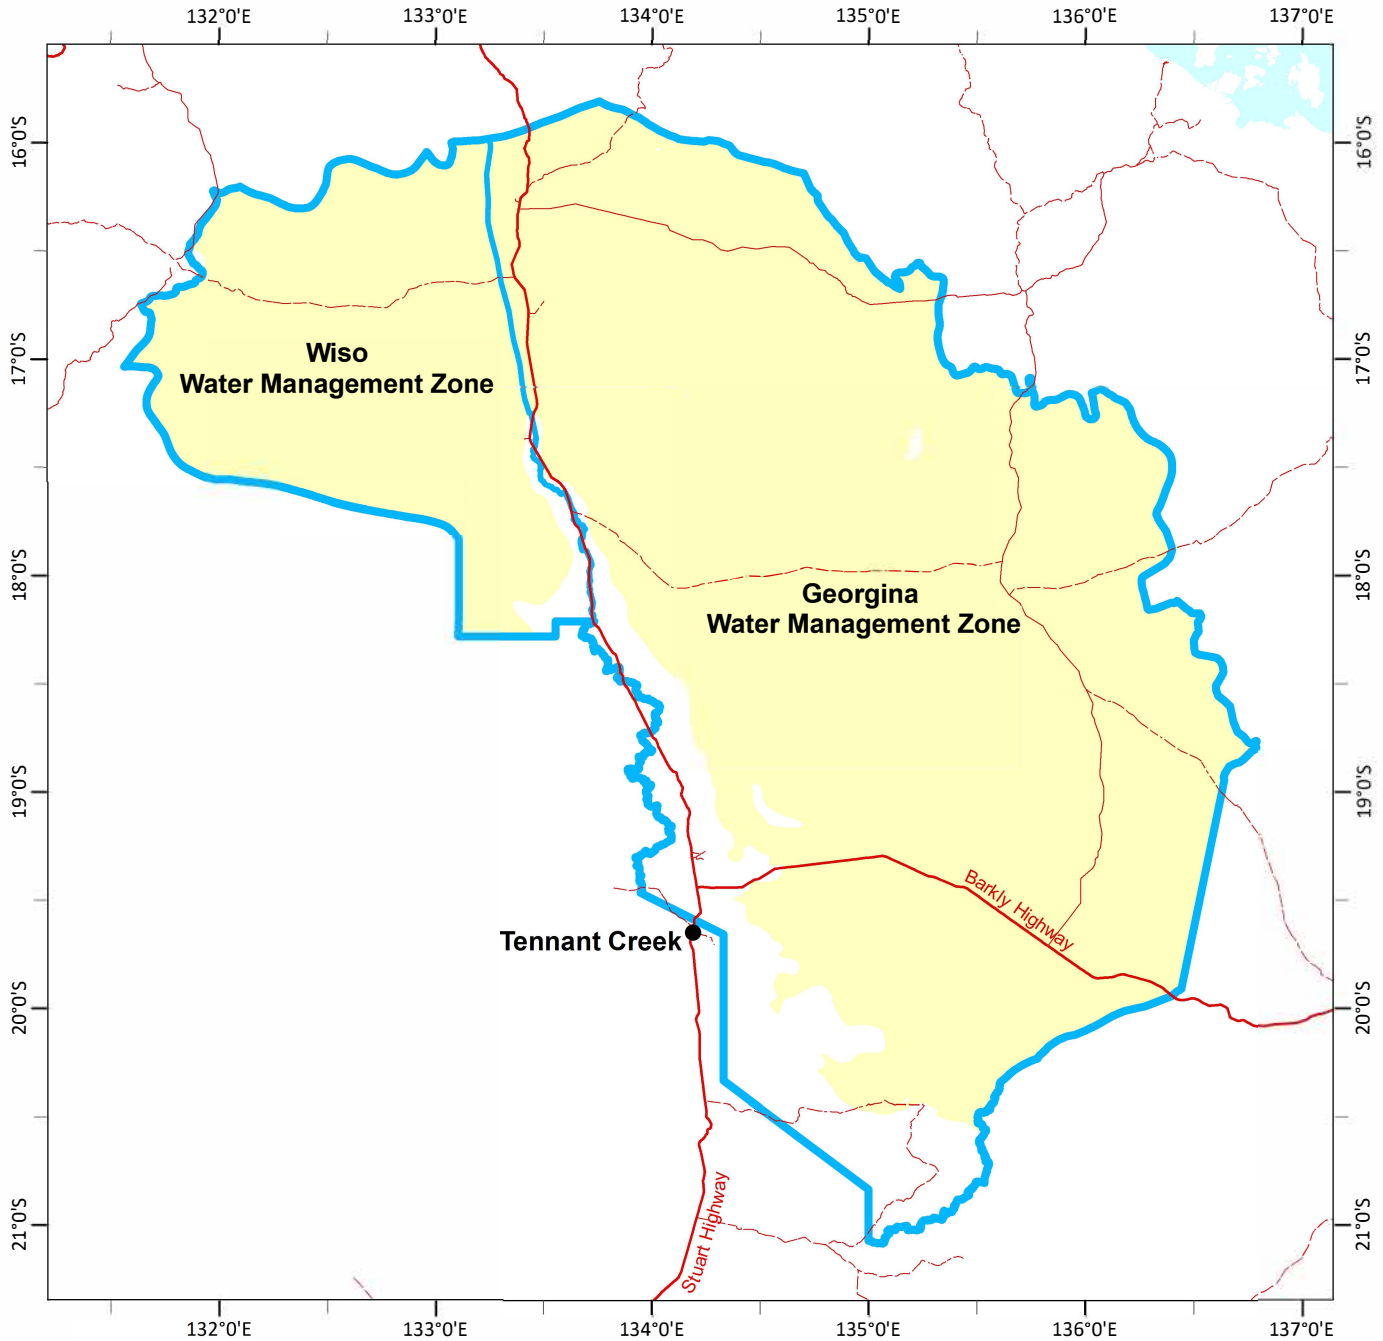 132°0'E 133°0'E 134°0'E 135°0'E 136°0'E 137°0'E
16°0'S 16°0'S
17°0'S 17°0'S
Wiso
Water Management Zone
18°0'S 18°0'S
Georgina
Water Management Zone
19°0'S 19°0'S
Barkly Highway
Tennant Creek
20°0'S 20°0'S
21°0'S 21°0'S
Stuart Highway
132°0'E 133°0'E 134°0'E 135°0'E 136°0'E 137°0'E